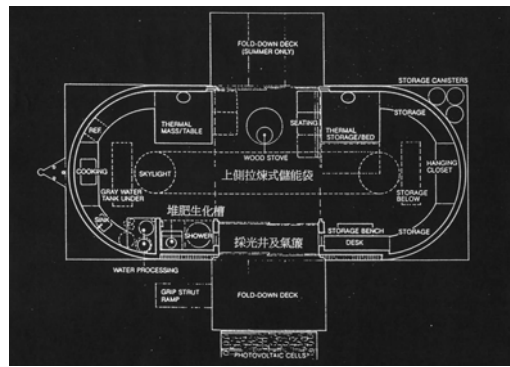 FOLD-DOWN DECK
(SUMMER ONLY)
STORAGE CANISTERS
THERMAL
MASS/TABLE
SEATING
THERMAL
STORAGE/BED
STORAGE
REF.
WOOD STOVE
COOKING
SKYLIGHT
上側拉煉式儲能袋
HANGING
CLOSET
GRAY WATER
TANK UNDER
STORAGE
BELOW
SINK
堆肥生化槽
SHOWER
採光井及氣簾
STORAGE BENCH
DESK
STORAGE
WATER PROCESSING
GRIP STRUT
RAMP
FOLD-DOWN DECK
PHOTOVOLTAIC CELLS